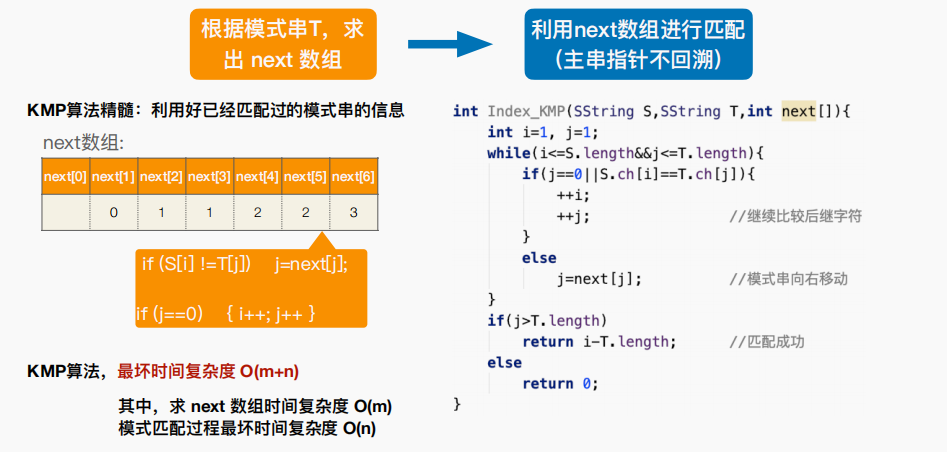 根据模式串T，求
出 next 数组
利用next数组进行匹配
（主串指针不回溯）
KMP算法精髓：利用好已经匹配过的模式串的信息
next数组:
next[0] next[1] next[2] next[3] next[4] next[5] next[6]
0 1 1 2 2 3
if (S[i] !=T[j]) j=next[j];
if (j==0) { i++; j++ }
KMP算法，最坏时间复杂度 O(m+n)
其中，求 next 数组时间复杂度 O(m)
模式匹配过程最坏时间复杂度 O(n)
int Index_KMP(SString S,SString T,int next[]){
int i=1, j=1;
while(i<=S.length&&j<=T.length){
if(j==0||S.ch[i]==T.ch[j]){
++i;
++j; //继续比较后继字符
}
else
j=next[j]; //模式串向右移动
}
if(j>T.length)
return i-T.length; //匹配成功
else
return 0;
}